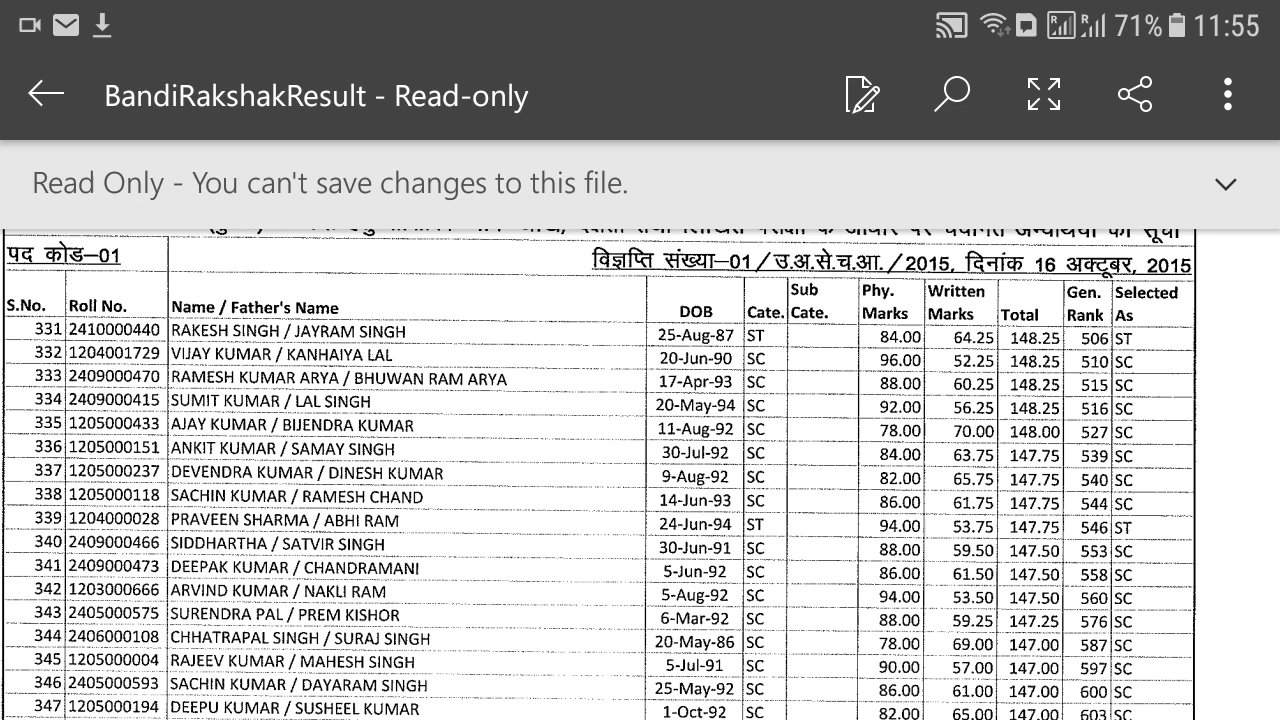 71% 11:55
BandiRakshakResult - Read-only
Read Only - You can't save changes to this file.
पद कोड–01 विज्ञप्ति संख्या–01/उ.अ.से.च.आ./2015, दिनांक 16 अक्टूबर, 2015
S.No. Roll No. Name / Father's Name DOB Cate. Sub Cate. Phy. Marks Written Marks Total Gen. Rank Selected As
331 2410000440 RAKESH SINGH / JAYRAM SINGH 25-Aug-87 ST 84.00 64.25 148.25 506 ST
332 1204001729 VIJAY KUMAR / KANHAIYA LAL 20-Jun-90 SC 96.00 52.25 148.25 510 SC
333 2409000470 RAMESH KUMAR ARYA / BHUWAN RAM ARYA 17-Apr-93 SC 88.00 60.25 148.25 515 SC
334 2409000415 SUMIT KUMAR / LAL SINGH 20-May-94 SC 92.00 56.25 148.25 516 SC
335 1205000433 AJAY KUMAR / BIJENDRA KUMAR 11-Aug-92 SC 78.00 70.00 148.00 527 SC
336 1205000151 ANKIT KUMAR / SAMAY SINGH 30-Jul-92 SC 84.00 63.75 147.75 539 SC
337 1205000237 DEVENDRA KUMAR / DINESH KUMAR 9-Aug-92 SC 82.00 65.75 147.75 540 SC
338 1205000118 SACHIN KUMAR / RAMESH CHAND 14-Jun-93 SC 86.00 61.75 147.75 544 SC
339 1204000028 PRAVEEN SHARMA / ABHI RAM 24-Jun-94 ST 94.00 53.75 147.75 546 ST
340 2409000466 SIDDHARTHA / SATVIR SINGH 30-Jun-91 SC 88.00 59.50 147.50 553 SC
341 2409000473 DEEPAK KUMAR / CHANDRAMANI 5-Jun-92 SC 86.00 61.50 147.50 558 SC
342 1203000666 ARVIND KUMAR / NAKLI RAM 5-Aug-92 SC 94.00 53.50 147.50 560 SC
343 2405000575 SURENDRA PAL / PREM KISHOR 6-Mar-92 SC 88.00 59.25 147.25 576 SC
344 2406000108 CHHATRAPAL SINGH / SURAJ SINGH 20-May-86 SC 78.00 69.00 147.00 587 SC
345 1205000004 RAJEEV KUMAR / MAHESH SINGH 5-Jul-91 SC 90.00 57.00 147.00 597 SC
346 2405000593 SACHIN KUMAR / DAYARAM SINGH 25-May-92 SC 86.00 61.00 147.00 600 SC
347 1205000194 DEEPU KUMAR / SUSHEEL KUMAR 1-Oct-92 SC 82.00 65.00 147.00 603 SC